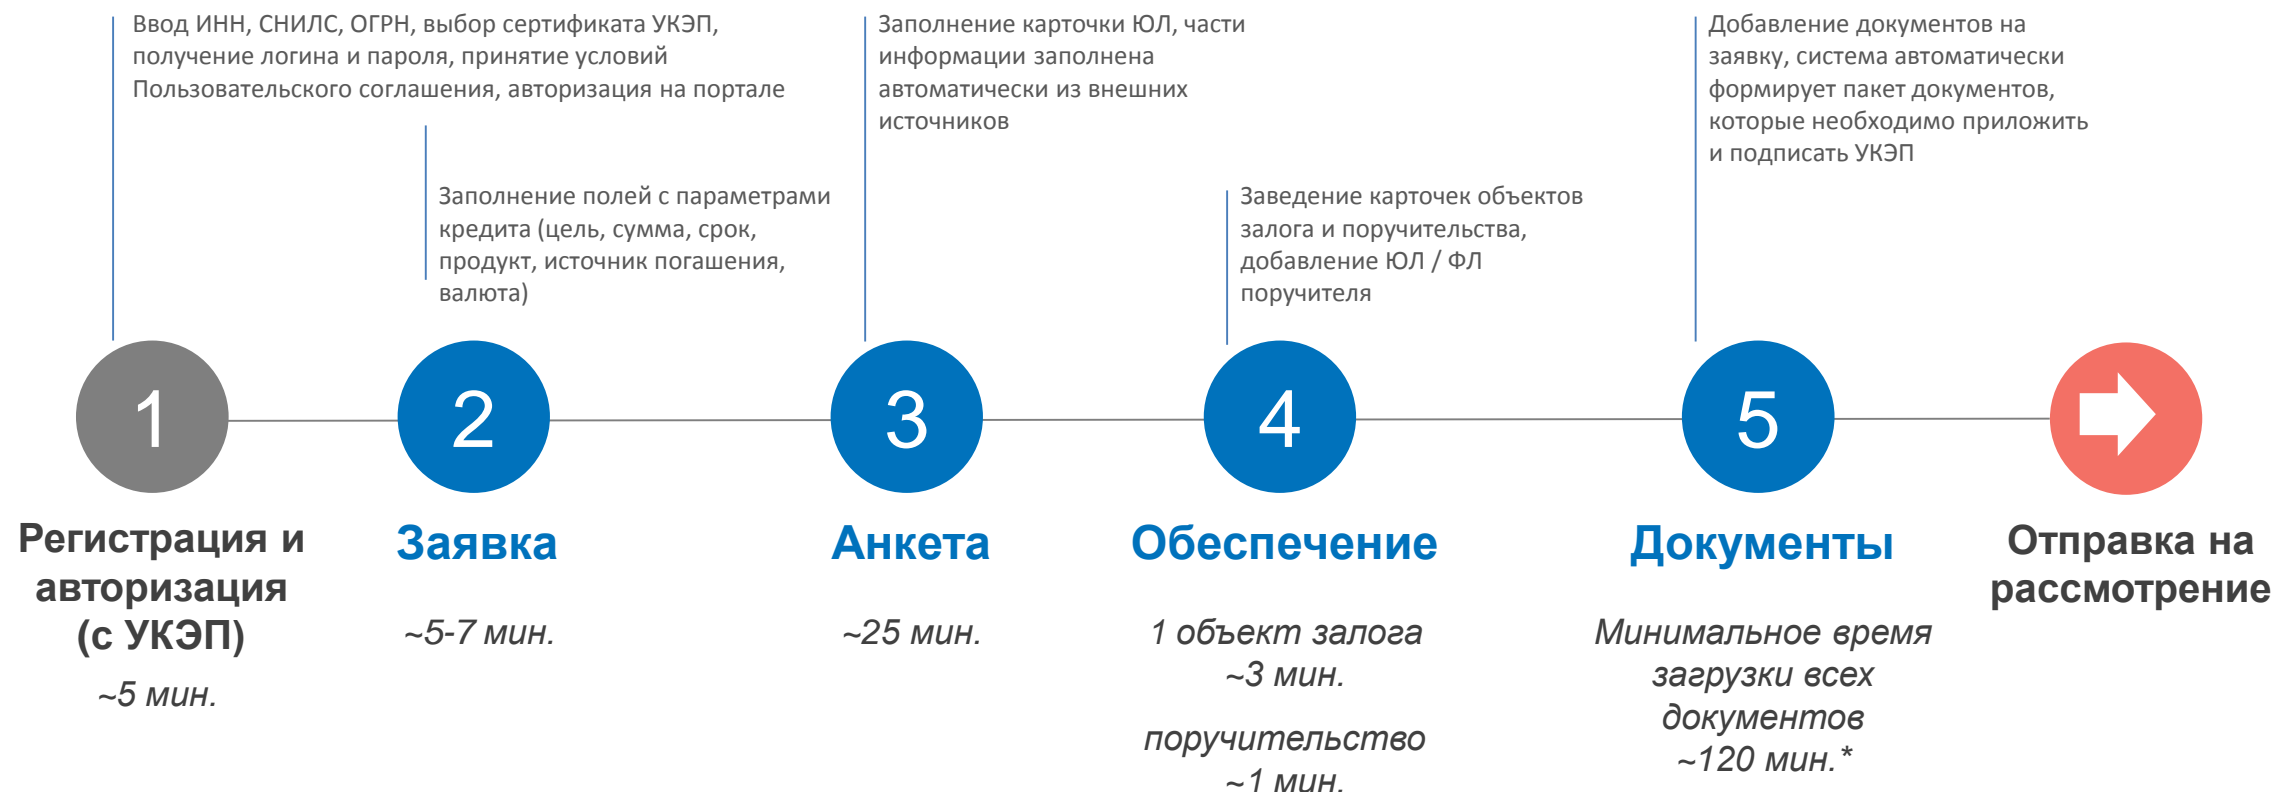 Ввод ИНН, СНИЛС, ОГРН, выбор сертификата УКЭП,
получение логина и пароля, принятие условий
Пользовательского соглашения, авторизация на портале
Заполнение полей с параметрами
кредита (цель, сумма, срок,
продукт, источник погашения,
валюта)
Заполнение карточки ЮЛ, части
информации заполнена
автоматически из внешних
источников
Заведение карточек объектов
залога и поручительства,
добавление ЮЛ / ФЛ
поручителя
Добавление документов на
заявку, система автоматически
формирует пакет документов,
которые необходимо приложить
и подписать УКЭП
1
2
3
4
5
Регистрация и
авторизация
(с УКЭП)
~5 мин.
Заявка
~5-7 мин.
Анкета
~25 мин.
Обеспечение
1 объект залога
~3 мин.
поручительство
~1 мин.
Документы
Минимальное время
загрузки всех
документов
~120 мин.*
Отправка на
рассмотрение